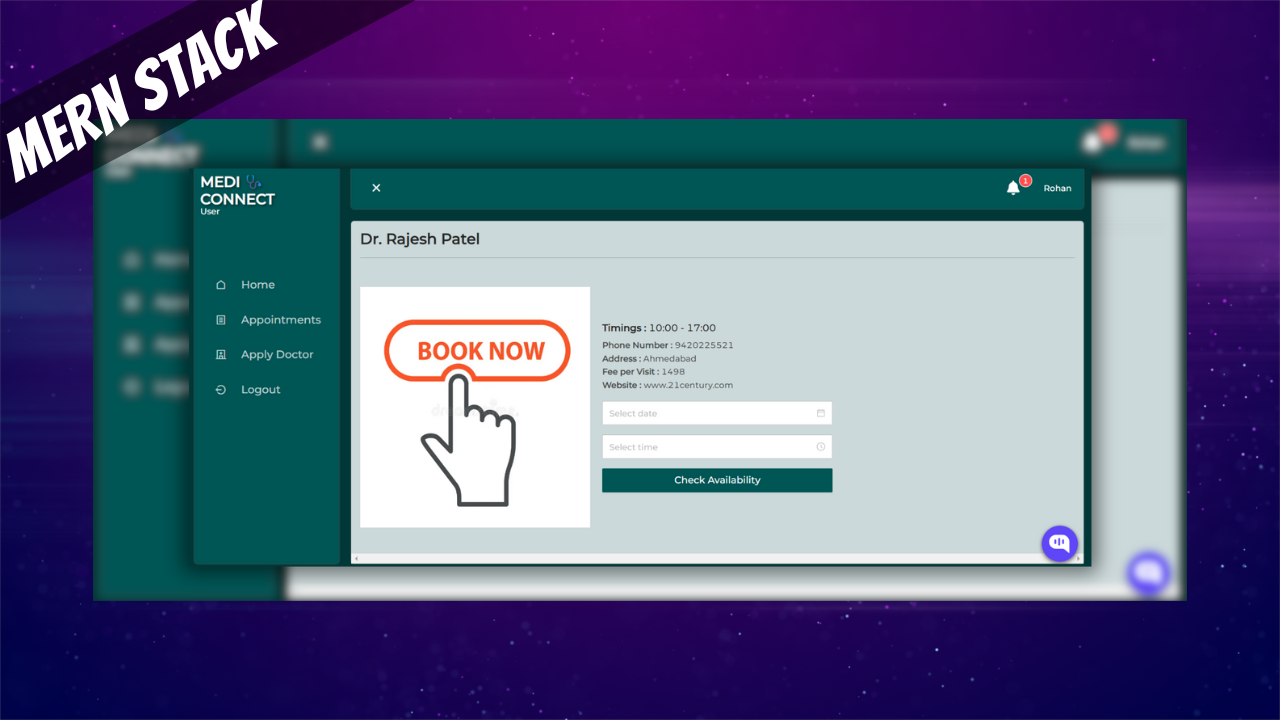 MERN STACK
MEDI
CONNECT
User
1
Rohan
Home
Appointments
Apply Doctor
Logout
Dr. Rajesh Patel
BOOK NOW
Timings : 10:00 - 17:00
Phone Number : 9420225521
Address : Ahmedabad
Fee per Visit : 1498
Website : www.21century.com
Select date
Select time
Check Availability